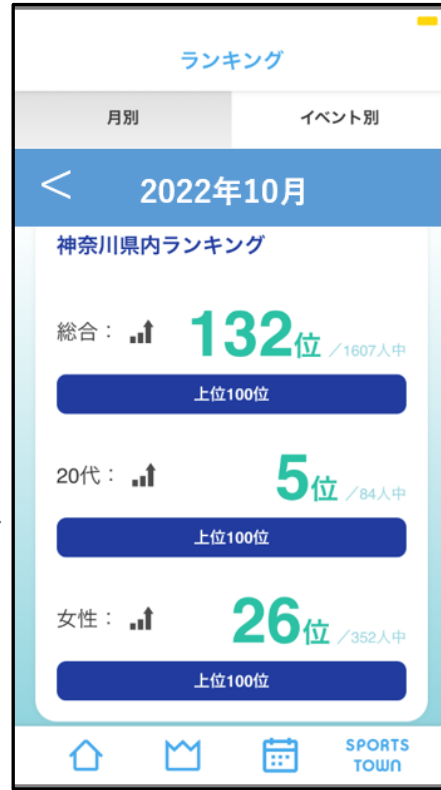 ランキング
月別
イベント別
< 2022年10月
神奈川県内ランキング
総合： 132位 ／1607人中
上位100位
20代： 5位 ／84人中
上位100位
女性： 26位 ／352人中
上位100位
SPORTS
TOWN